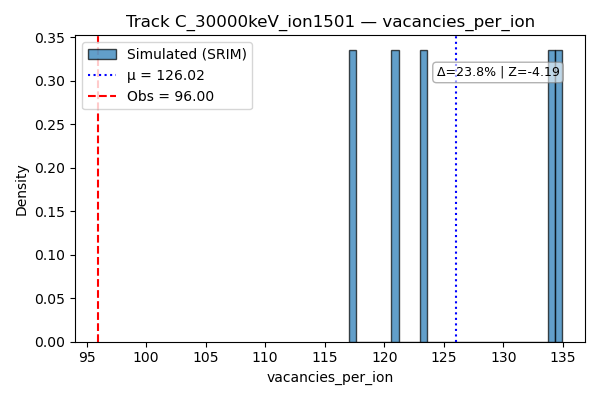 Track C_30000keV_ion1501 — vacancies_per_ion
Simulated (SRIM)
μ = 126.02
Obs = 96.00
Δ=23.8% | Z=-4.19
Density
0.35
0.30
0.25
0.20
0.15
0.10
0.05
0.00
95 100 105 110 115 120 125 130 135
vacancies_per_ion